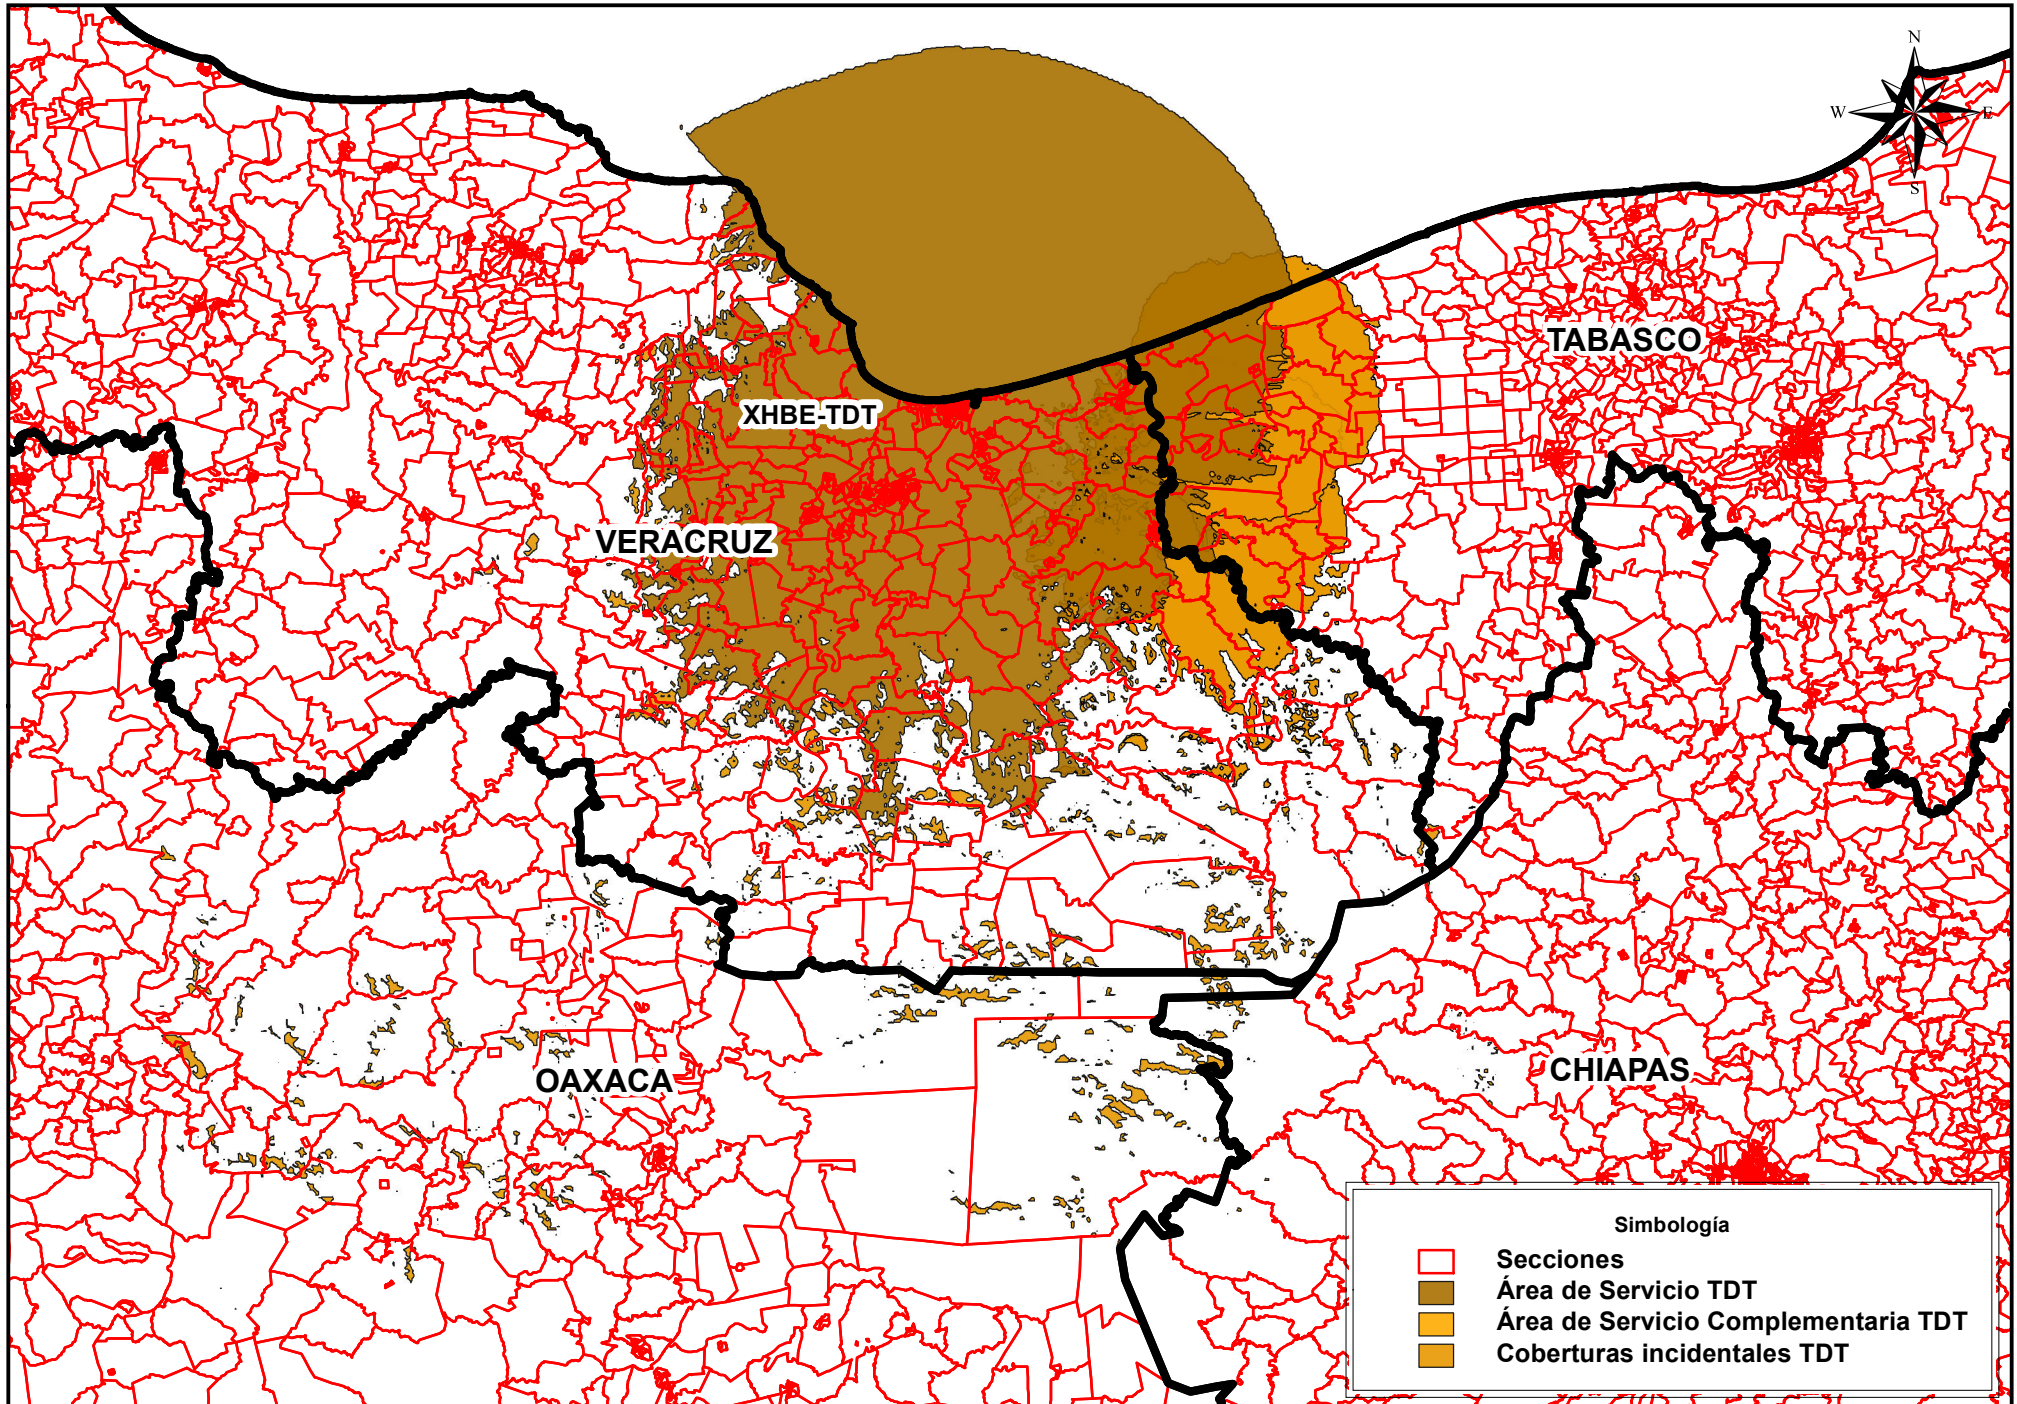 N
W E
S
TABASCO
XHBE-TDT
VERACRUZ
OAXACA
CHIAPAS
Simbología
Secciones
Área de Servicio TDT
Área de Servicio Complementaria TDT
Coberturas incidentales TDT